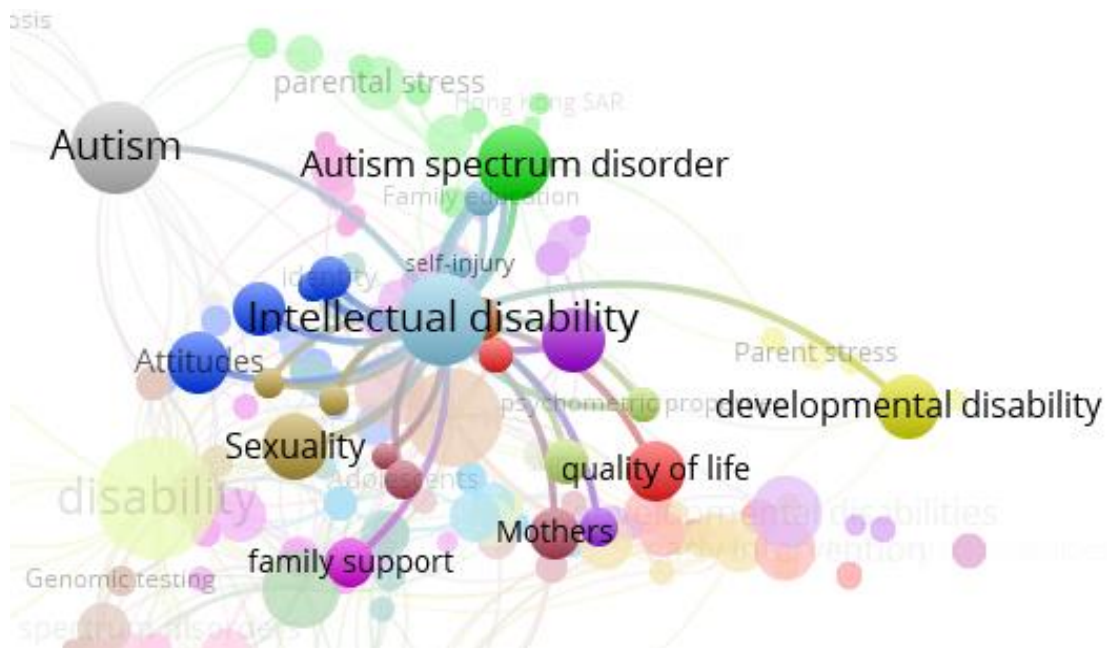 osis
parental stress
Hong Kong SAR
Autism
Autism spectrum disorder
Family education
self-injury
identity
Intellectual disability
Parent stress
Attitudes
psychometric
developmental disability
Sexuality
quality of life
Adolescents
disability
Mothers
developmental disabilities
early intervention
family support
Genomic testing
spectrum disorders